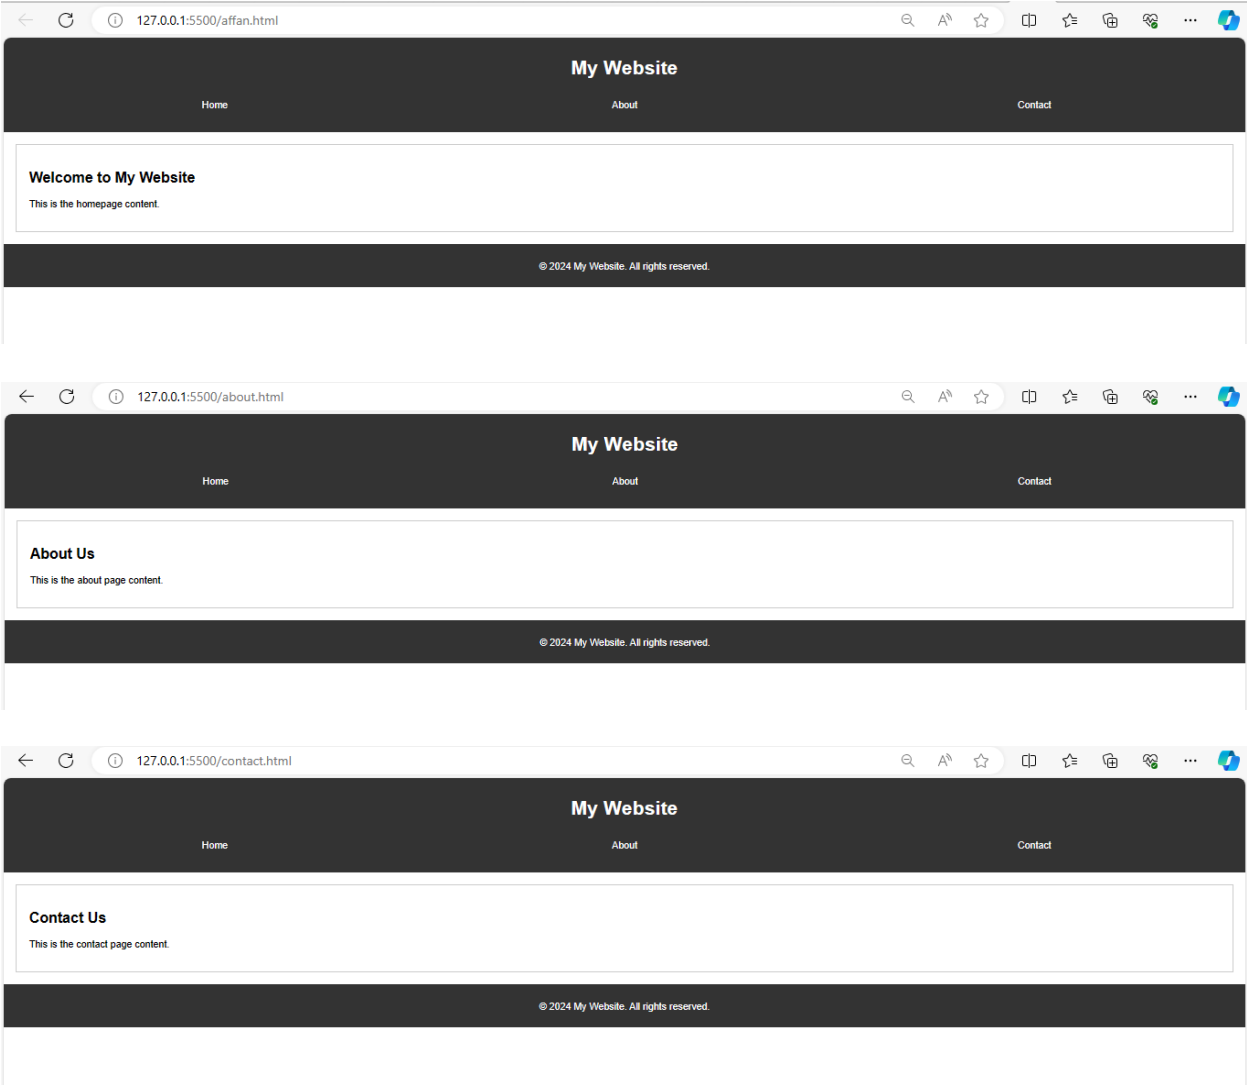 127.0.0.1:5500/affan.html
My Website
Home About Contact
Welcome to My Website
This is the homepage content.
© 2024 My Website. All rights reserved.
127.0.0.1:5500/about.html
My Website
Home About Contact
About Us
This is the about page content.
© 2024 My Website. All rights reserved.
127.0.0.1:5500/contact.html
My Website
Home About Contact
Contact Us
This is the contact page content.
© 2024 My Website. All rights reserved.